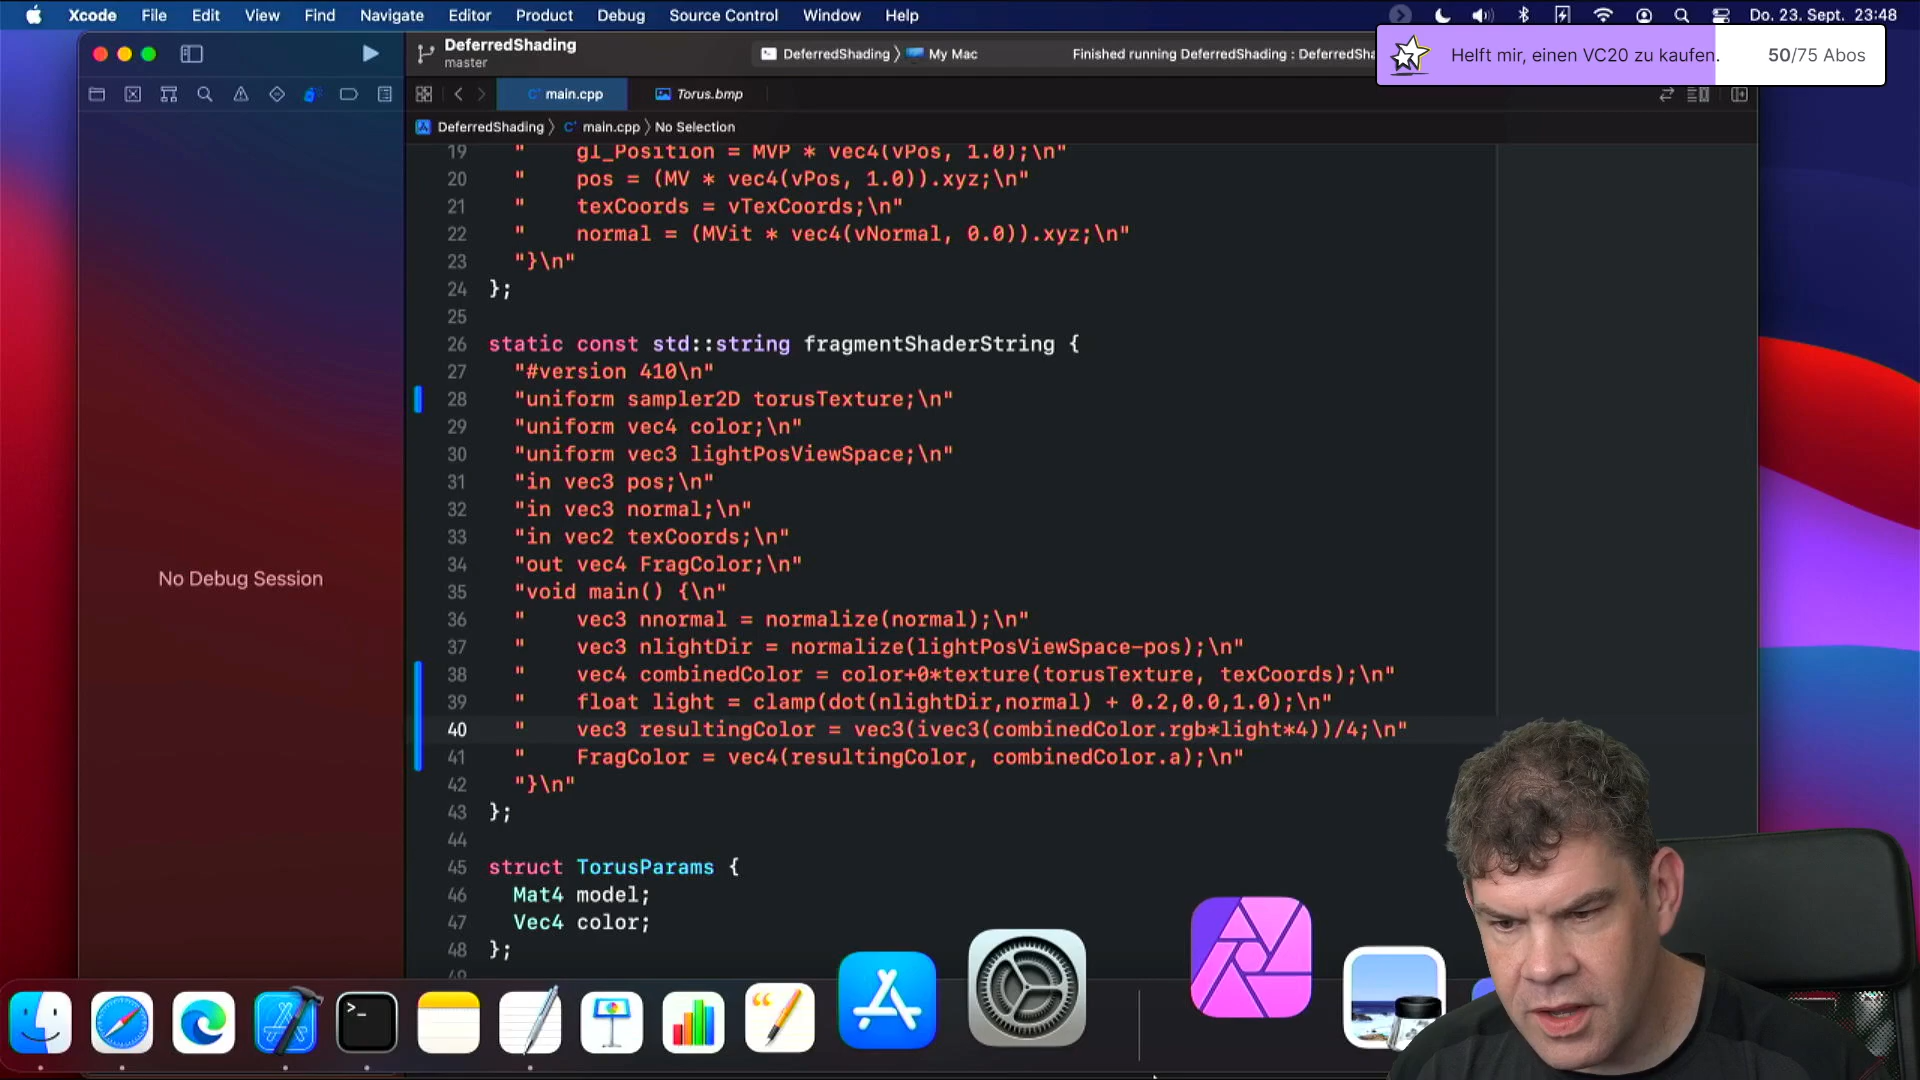 Xcode File Edit View Find Navigate Editor Product Debug Source Control Window Help Do. 23. Sept. 23:48
DeferredShading
master
DeferredShading My Mac
Finished running DeferredShading :
Helft mir, einen VC20 zu kaufen. 50/75 Abos
main.cpp
Torus.bmp
DeferredShading main.cpp No Selection
19 " gl_Position = MVP * vec4(vPos, 1.0);\n"
20 " pos = (MV * vec4(vPos, 1.0)).xyz;\n"
21 " texCoords = vTexCoords;\n"
22 " normal = (MVit * vec4(vNormal, 0.0)).xyz;\n"
23 "}\n"
24 };
25
26 static const std::string fragmentShaderString {
27 "#version 410\n"
28 "uniform sampler2D torusTexture;\n"
29 "uniform vec4 color;\n"
30 "uniform vec3 lightPosViewSpace;\n"
31 "in vec3 pos;\n"
32 "in vec3 normal;\n"
33 "in vec2 texCoords;\n"
34 "out vec4 FragColor;\n"
35 "void main() {\n"
36 " vec3 nnormal = normalize(normal);\n"
37 " vec3 nlightDir = normalize(lightPosViewSpace-pos);\n"
38 " vec4 combinedColor = color+0*texture(torusTexture, texCoords);\n"
39 " float light = clamp(dot(nlightDir,normal) + 0.2,0.0,1.0);\n"
40 " vec3 resultingColor = vec3(ivec3(combinedColor.rgb*light*4))/4;\n"
41 " FragColor = vec4(resultingColor, combinedColor.a);\n"
42 "}\n"
43 };
44
45 struct TorusParams {
46 Mat4 model;
47 Vec4 color;
48 };
No Debug Session